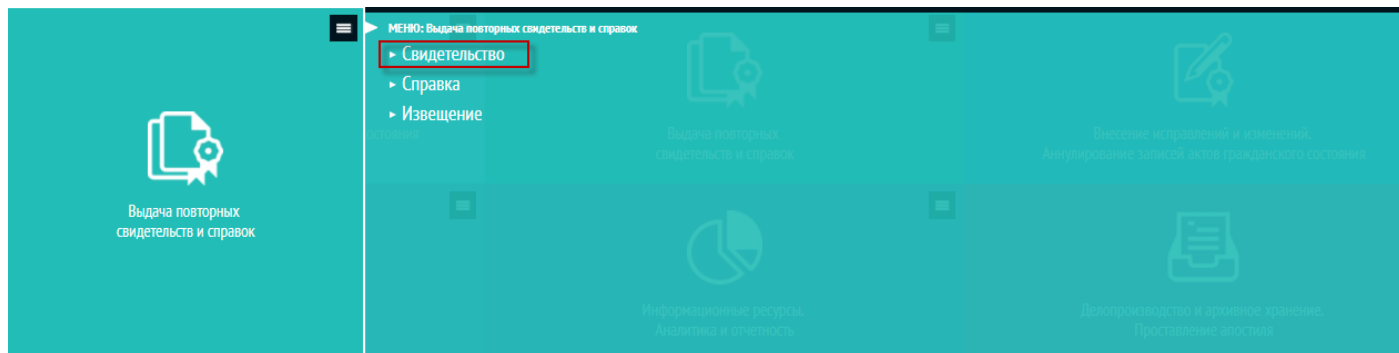 Выдача повторных
свидетельств и справок
МЕНЮ: Выдача повторных свидетельств и справок
Свидетельство
Справка
Извещение
состояния.
Выдача повторных
свидетельств и справок
Внесение исправлений и изменений.
Аннулирование записей актов гражданского состояния
Информационные ресурсы.
Аналитика и отчетность
Делопроизводство и архивное хранение.
Проставление апостиля